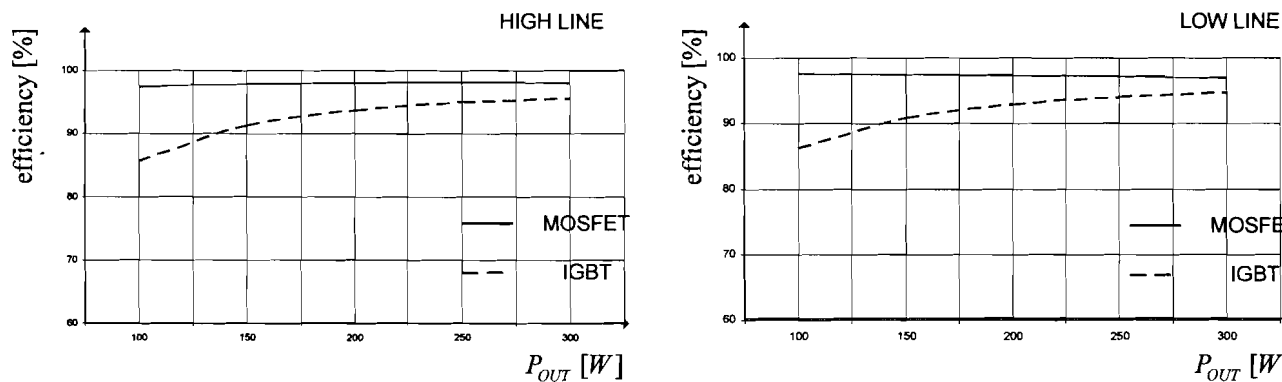 HIGH LINE
efficiency [%]
100
90
80
70
60
MOSFET
IGBT
100 150 200 250 300
P_OUT [W]
LOW LINE
efficiency [%]
100
90
80
70
60
MOSFE
IGBT
100 150 200 250 300
P_OUT [W